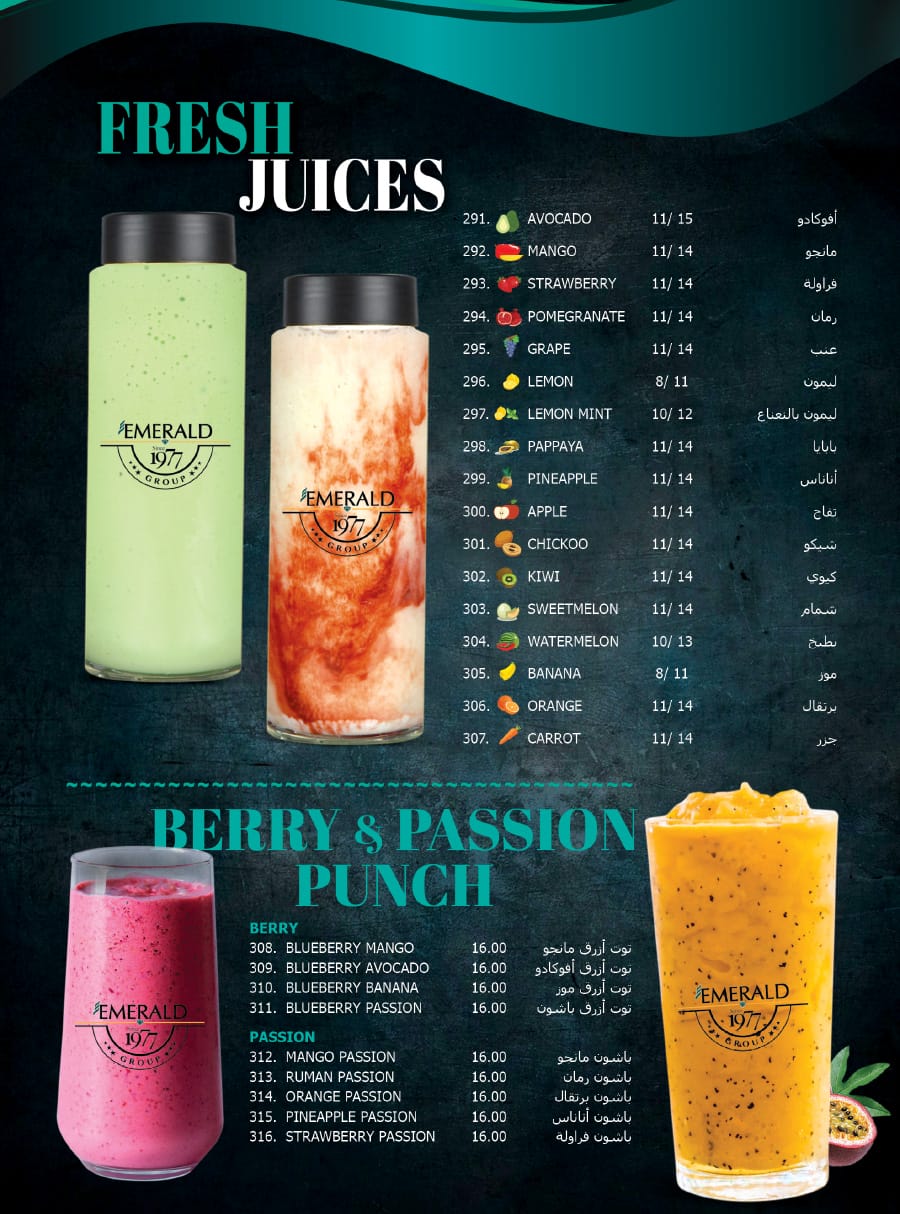 FRESH
JUICES
291. AVOCADO 11/ 15 أفوكادو
292. MANGO 11/ 14 مانجو
293. STRAWBERRY 11/ 14 فراولة
294. POMEGRANATE 11/ 14 رمان
295. GRAPE 11/ 14 عنب
296. LEMON 8/ 11 ليمون
297. LEMON MINT 10/ 12 ليمون بالنعناع
298. PAPPAYA 11/ 14 بابايا
299. PINEAPPLE 11/ 14 أناناس
300. APPLE 11/ 14 تفاح
301. CHICKOO 11/ 14 شيكو
302. KIWI 11/ 14 كيوي
303. SWEETMELON 11/ 14 شمام
304. WATERMELON 10/ 13 بطيخ
305. BANANA 8/ 11 موز
306. ORANGE 11/ 14 برتقال
307. CARROT 11/ 14 جزر
EMERALD
Since
1977
GROUP
EMERALD
1977
GROUP
BERRY & PASSION
PUNCH
BERRY
308. BLUEBERRY MANGO 16.00 توت أزرق مانجو
309. BLUEBERRY AVOCADO 16.00 توت أزرق أفوكادو
310. BLUEBERRY BANANA 16.00 توت أزرق موز
311. BLUEBERRY PASSION 16.00 توت أزرق باشون
PASSION
312. MANGO PASSION 16.00 باشون مانجو
313. RUMAN PASSION 16.00 باشون رمان
314. ORANGE PASSION 16.00 باشون برتقال
315. PINEAPPLE PASSION 16.00 باشون أناناس
316. STRAWBERRY PASSION 16.00 باشون فراولة
EMERALD
1977
GROUP
EMERALD
1977
GROUP